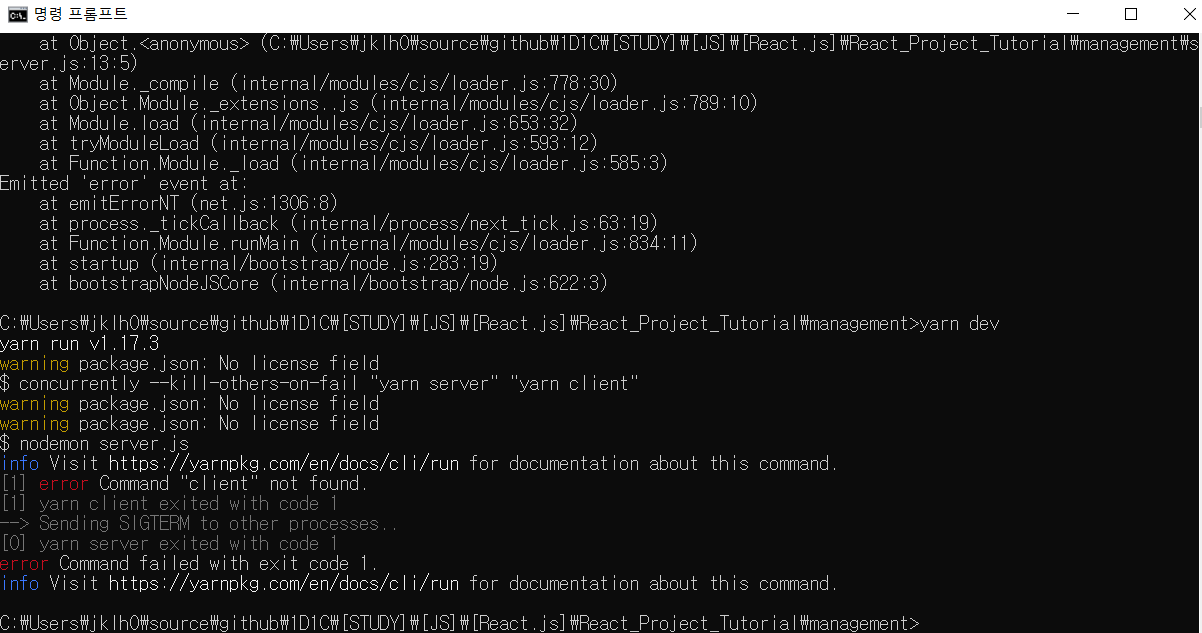 명령 프롬프트
    at Object.<anonymous> (C:₩Users₩jklh0₩source₩github₩1D1C₩[STUDY]₩[JS]₩[React.js]₩React_Project_Tutorial₩management₩s
erver.js:13:5)
    at Module._compile (internal/modules/cjs/loader.js:778:30)
    at Object.Module._extensions..js (internal/modules/cjs/loader.js:789:10)
    at Module.load (internal/modules/cjs/loader.js:653:32)
    at tryModuleLoad (internal/modules/cjs/loader.js:593:12)
    at Function.Module._load (internal/modules/cjs/loader.js:585:3)
Emitted 'error' event at:
    at emitErrorNT (net.js:1306:8)
    at process._tickCallback (internal/process/next_tick.js:63:19)
    at Function.Module.runMain (internal/modules/cjs/loader.js:834:11)
    at startup (internal/bootstrap/node.js:283:19)
    at bootstrapNodeJSCore (internal/bootstrap/node.js:622:3)
C:₩Users₩jklh0₩source₩github₩1D1C₩[STUDY]₩[JS]₩[React.js]₩React_Project_Tutorial₩management>yarn dev
yarn run v1.17.3
warning package.json: No license field
$ concurrently --kill-others-on-fail "yarn server" "yarn client"
warning package.json: No license field
warning package.json: No license field
$ nodemon server.js
info Visit https://yarnpkg.com/en/docs/cli/run for documentation about this command.
[1] error Command "client" not found.
[1] yarn client exited with code 1
--> Sending SIGTERM to other processes..
[0] yarn server exited with code 1
error Command failed with exit code 1.
info Visit https://yarnpkg.com/en/docs/cli/run for documentation about this command.
C:₩Users₩jklh0₩source₩github₩1D1C₩[STUDY]₩[JS]₩[React.js]₩React_Project_Tutorial₩management>